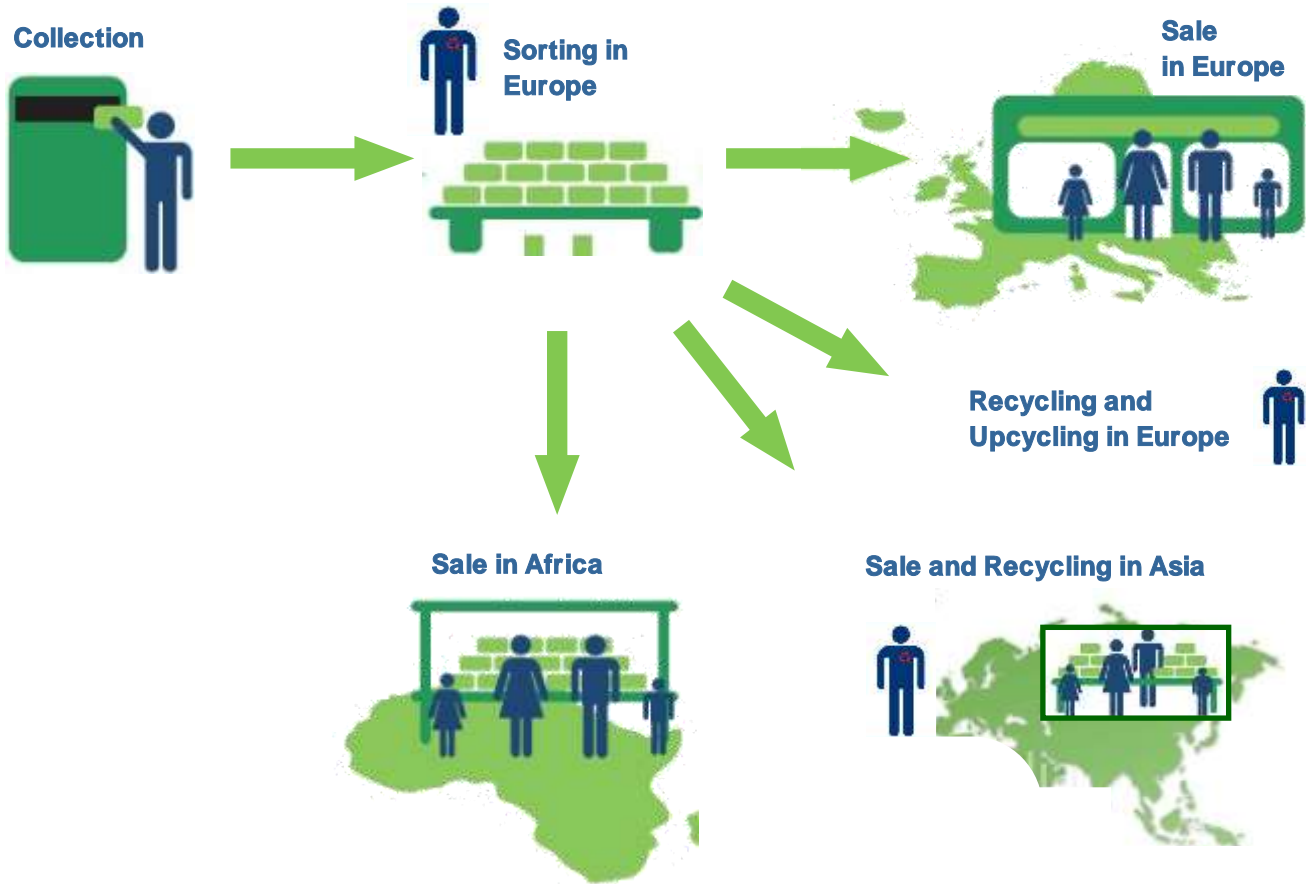 Collection
Sorting in
Europe
Sale
in Europe
Recycling and
Upcycling in Europe
Sale in Africa
Sale and Recycling in Asia